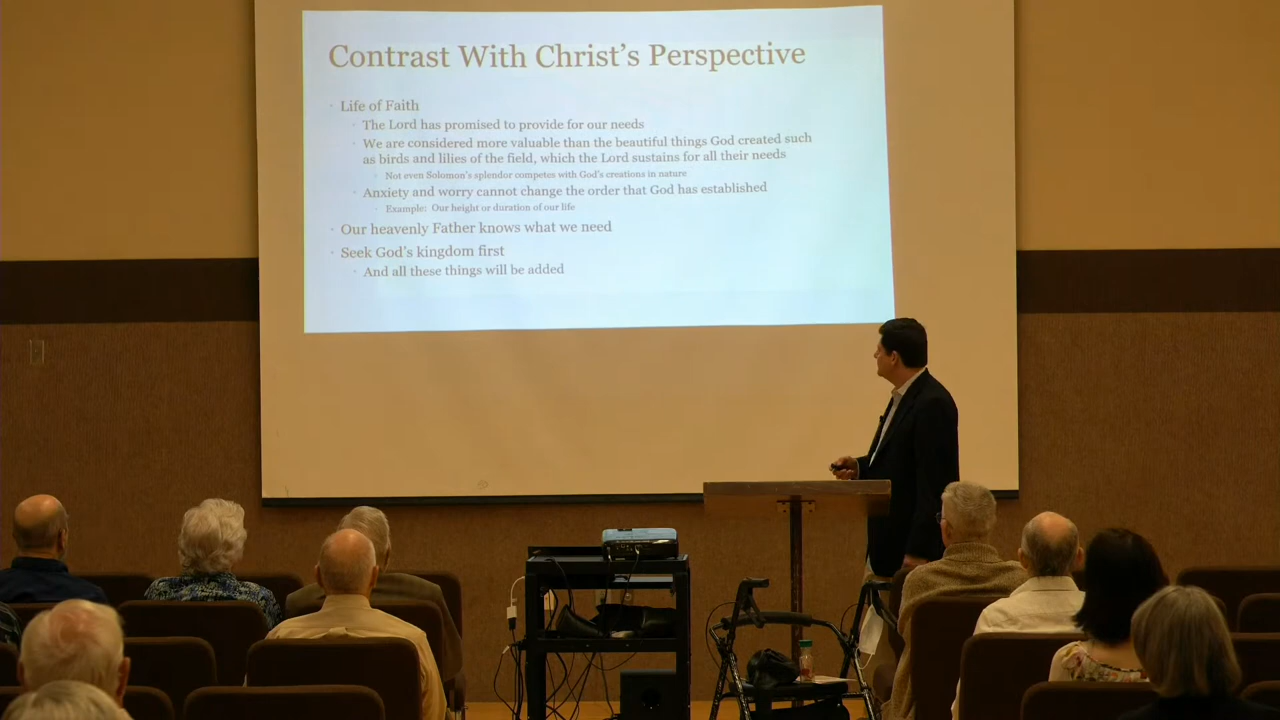 Contrast With Christ's Perspective
· Life of Faith
· The Lord has promised to provide for our needs
· We are considered more valuable than the beautiful things God created such
as birds and lilies of the field, which the Lord sustains for all their needs
· Not even Solomon's splendor competes with God's creations in nature
· Anxiety and worry cannot change the order that God has established
· Example: Our height or duration of our life
· Our heavenly Father knows what we need
· Seek God's kingdom first
· And all these things will be added